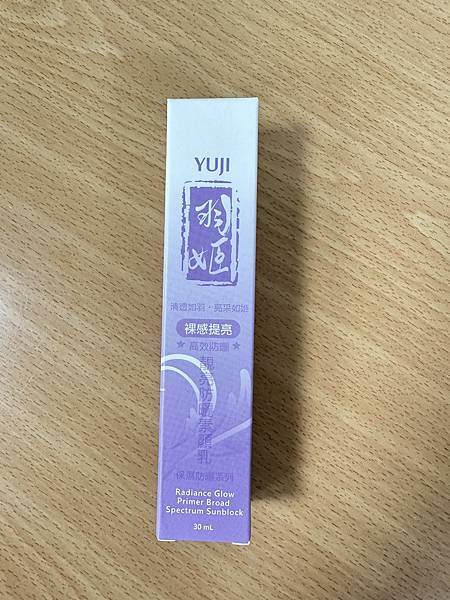 YUJI
羽姬
清透如羽・亮采如姬
裸感提亮
★ 高效防曬 ★
靚亮防曬素顏乳
保濕防曬系列
Radiance Glow
Primer Broad
Spectrum Sunblock
30 mL